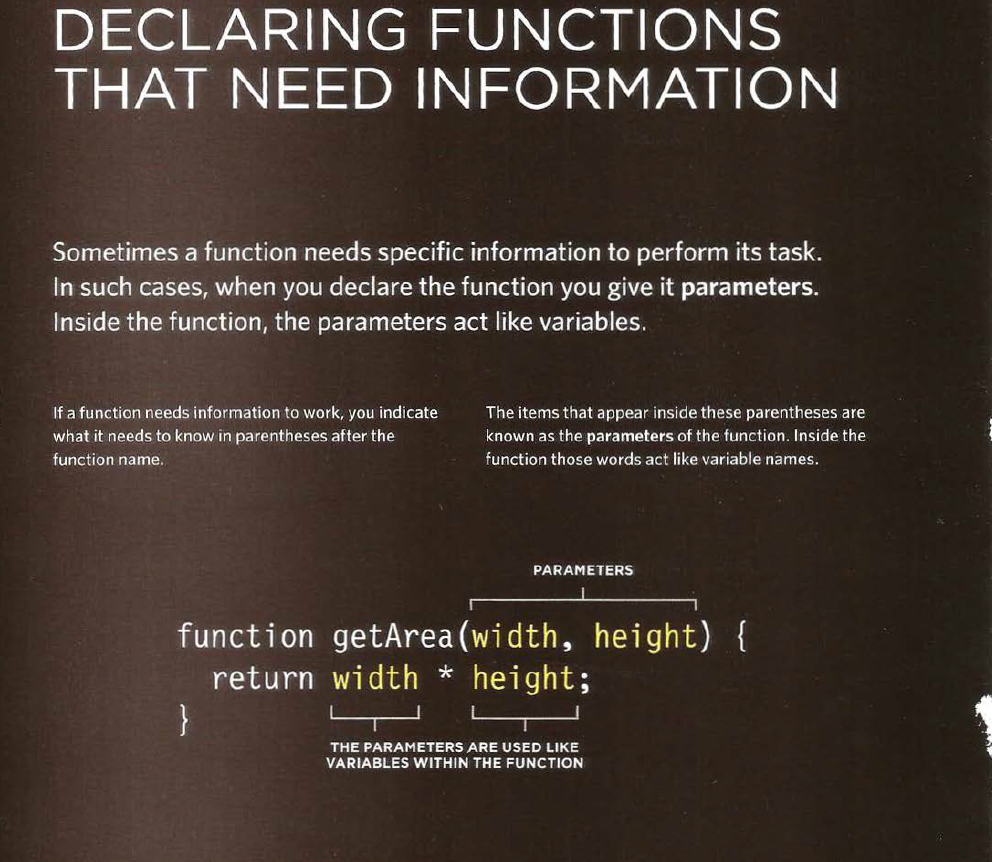 DECLARING FUNCTIONS
THAT NEED INFORMATION
Sometimes a function needs specific information to perform its task.
In such cases, when you declare the function you give it parameters.
Inside the function, the parameters act like variables.
If a function needs information to work, you indicate
what it needs to know in parentheses after the
function name.
The items that appear inside these parentheses are
known as the parameters of the function. Inside the
function those words act like variable names.
PARAMETERS
function getArea(width, height) {
return width * height;
}
THE PARAMETERS ARE USED LIKE
VARIABLES WITHIN THE FUNCTION